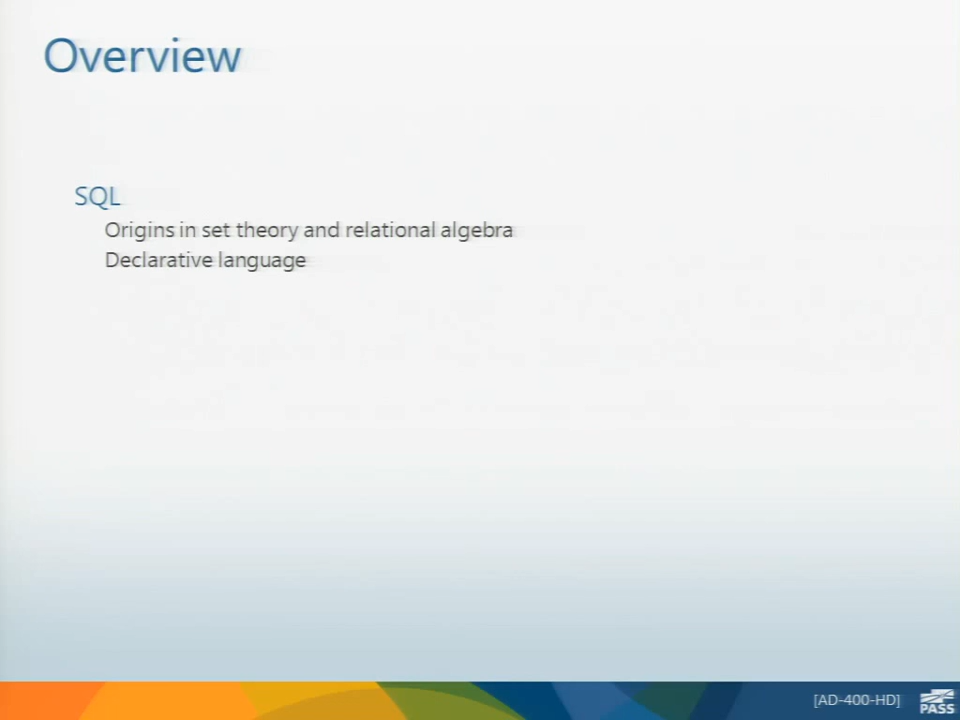 Overview
SQL
Origins in set theory and relational algebra
Declarative language
[AD-400-HD]
PASS